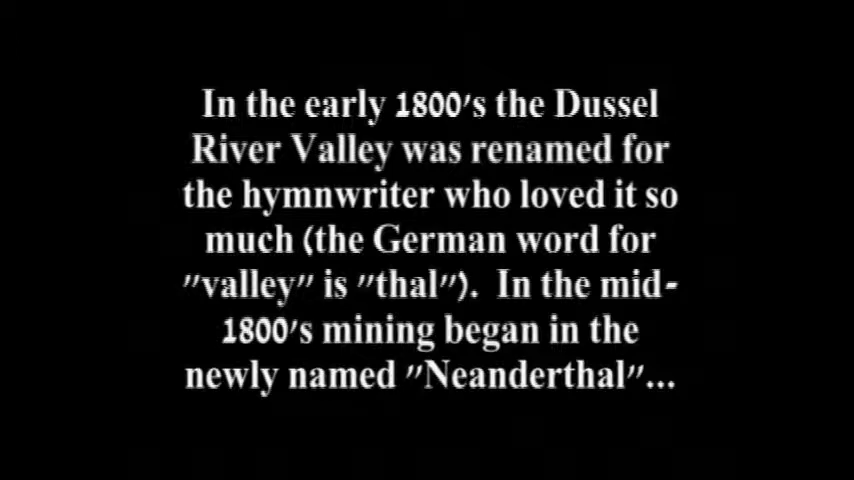 In the early 1800's the Dussel
River Valley was renamed for
the hymnwriter who loved it so
much (the German word for
"valley" is "thal").  In the mid-
1800's mining began in the
newly named "Neanderthal"...